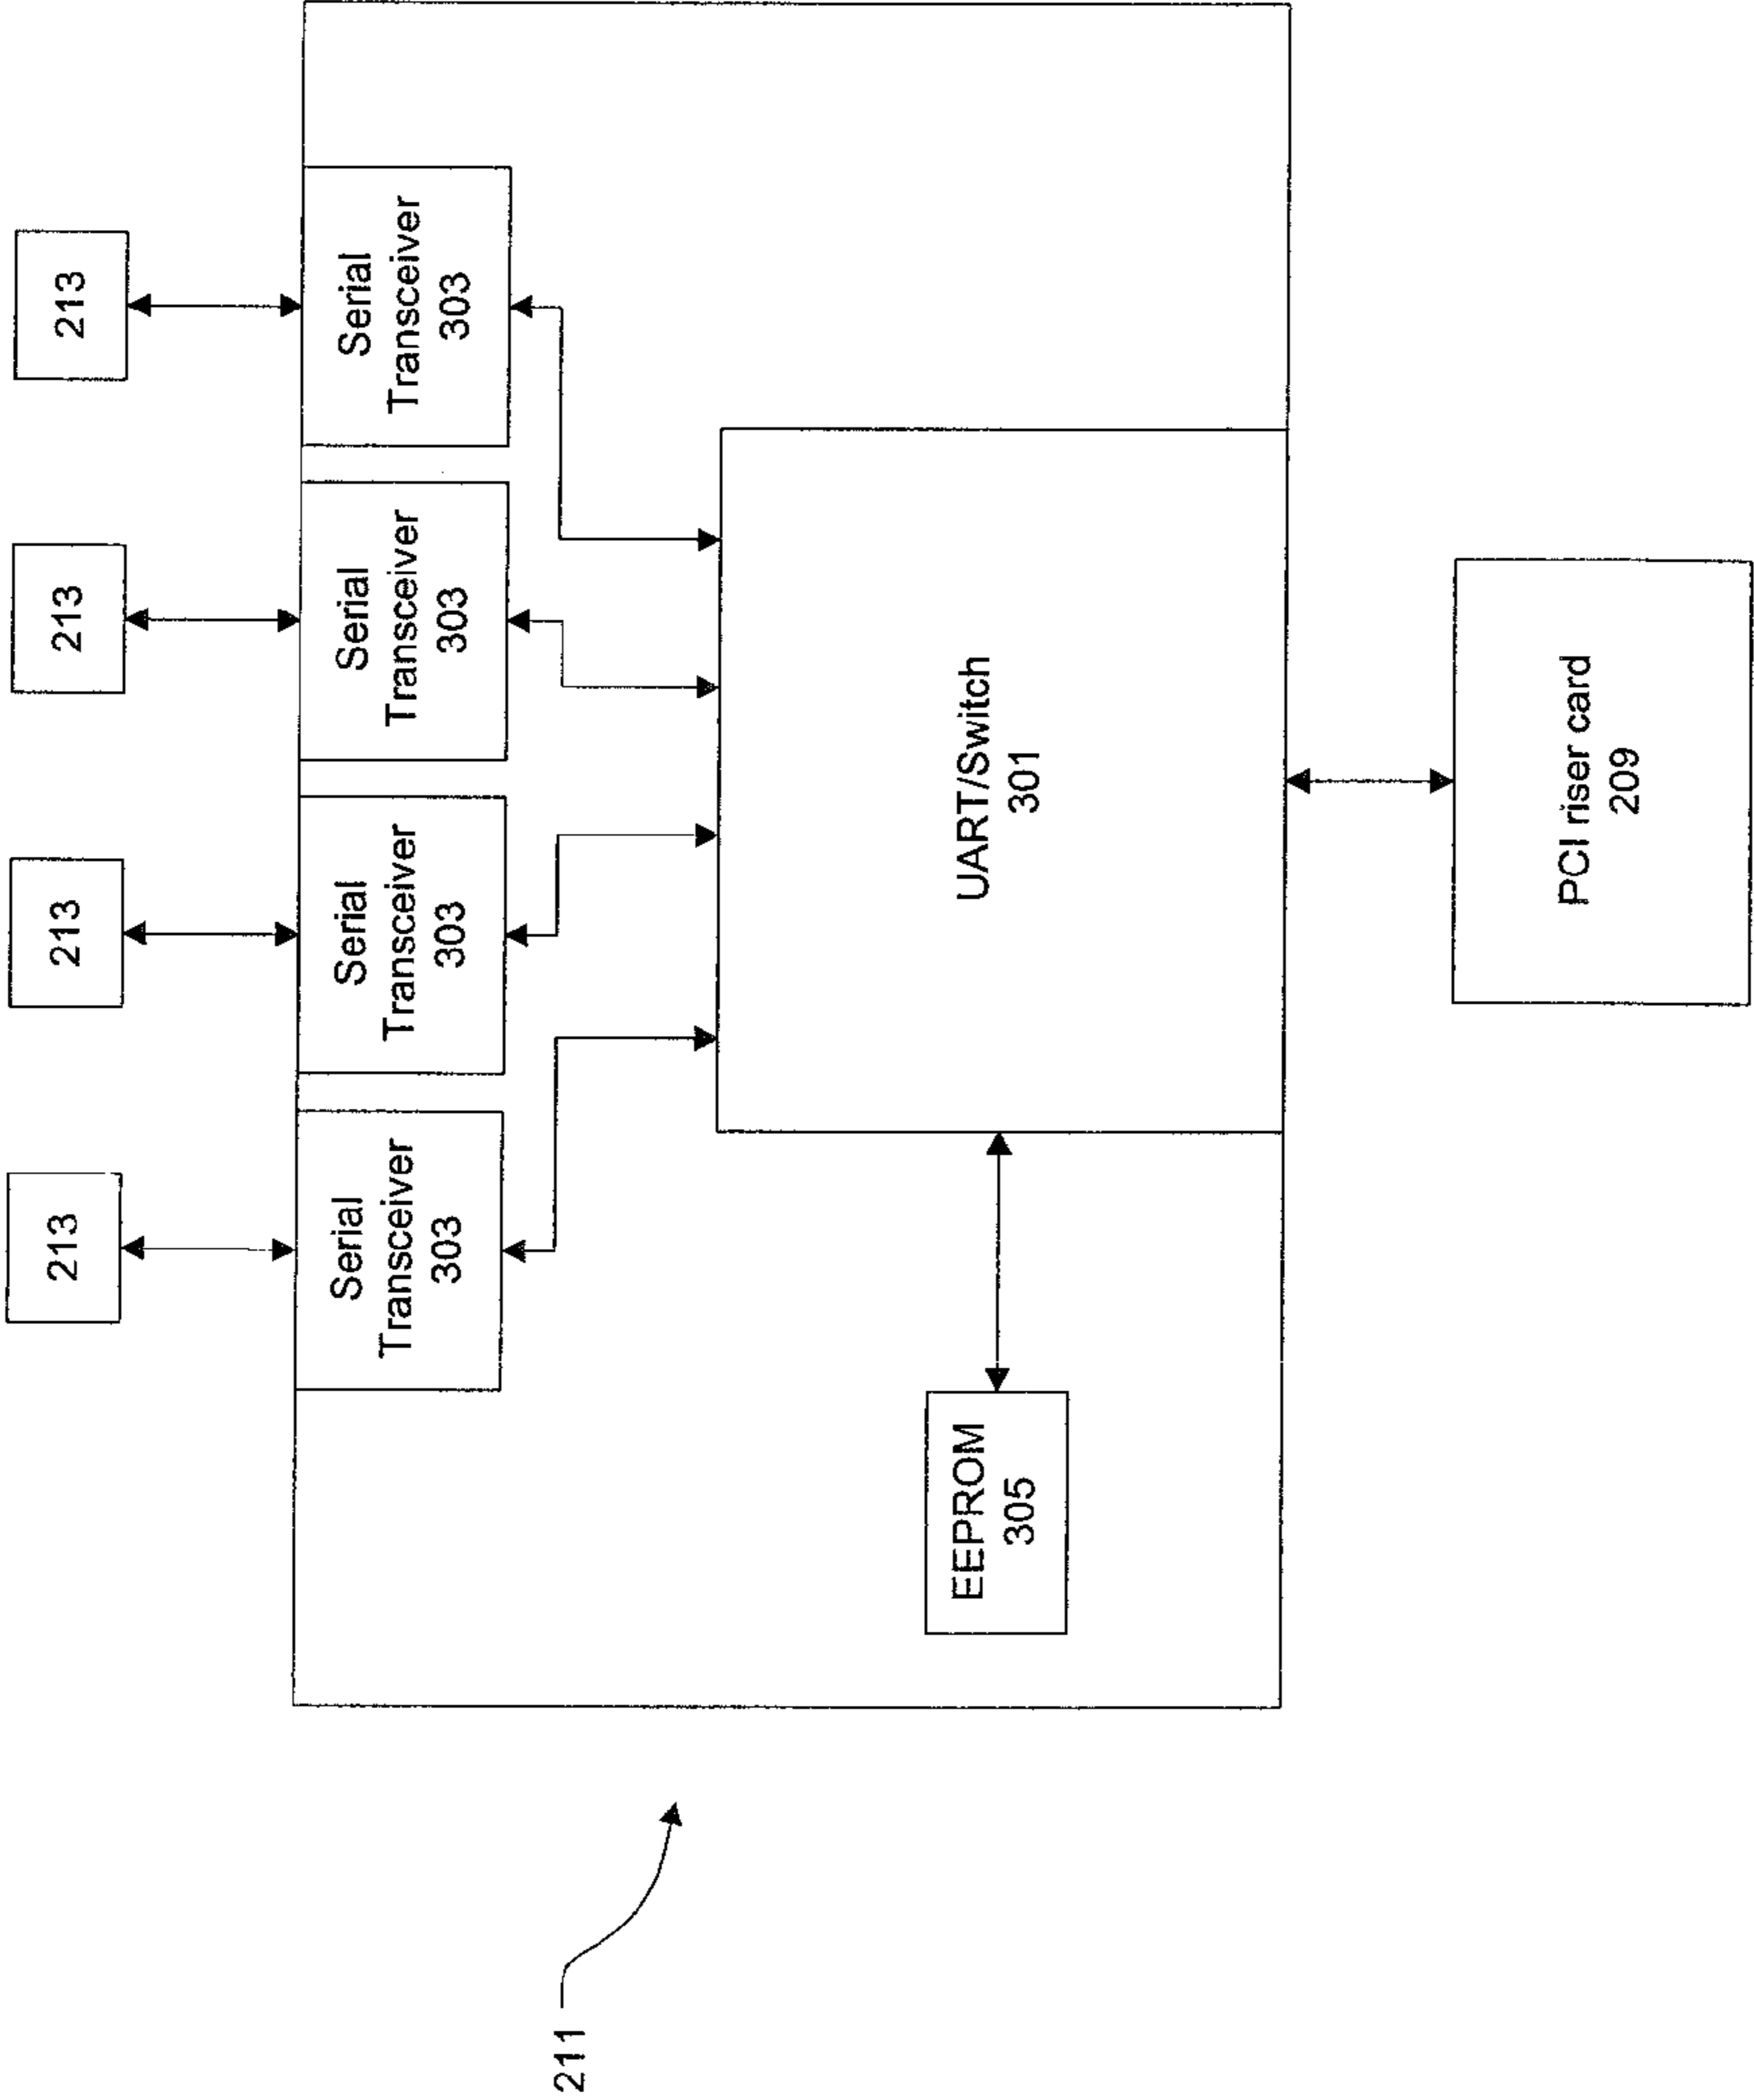 213
213
213
213
Serial
Transceiver
303
Serial
Transceiver
303
Serial
Transceiver
303
Serial
Transceiver
303
211
EEPROM
305
UART/Switch
301
PCI riser card
209